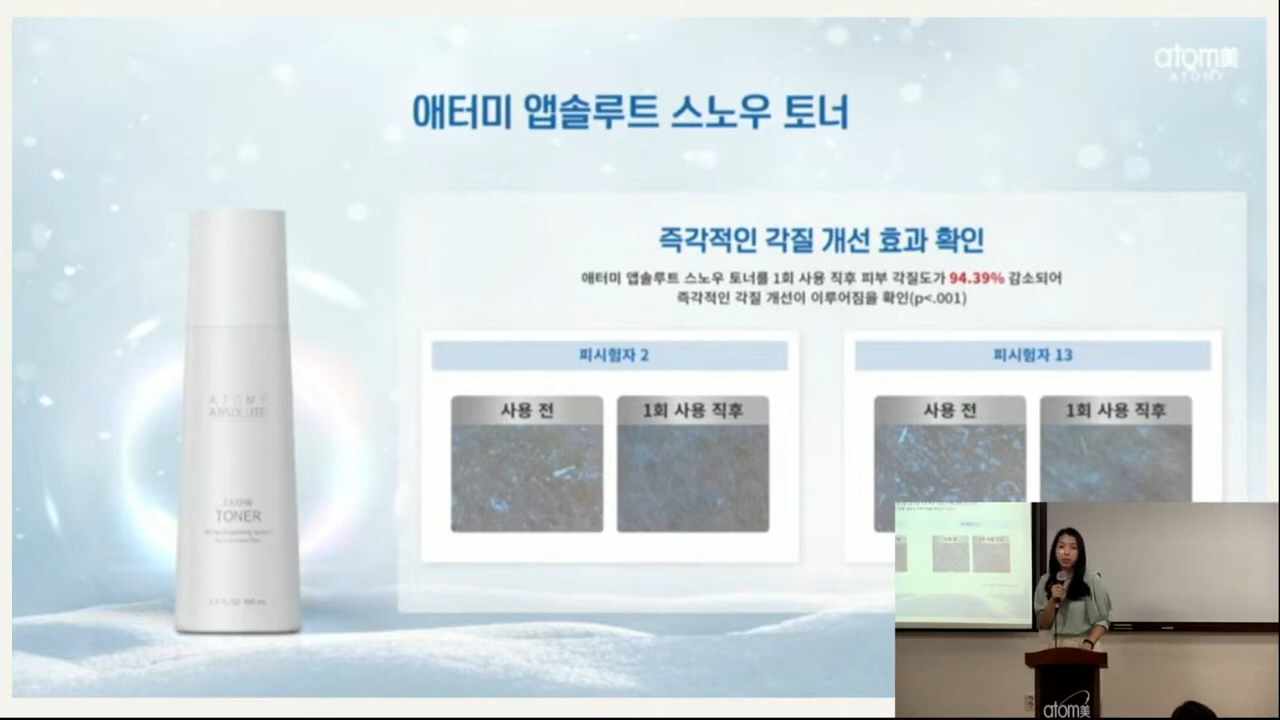 atom美
ATOMY
애터미 앱솔루트 스노우 토너
즉각적인 각질 개선 효과 확인
애터미 앱솔루트 스노우 토너를 1회 사용 직후 피부 각질도가 94.39% 감소되어
즉각적인 각질 개선이 이루어짐을 확인(p<.001)
피시험자 2
사용 전
1회 사용 직후
피시험자 13
사용 전
1회 사용 직후
ATOMY
ABSOLUTE
SNOW
TONER
atom美